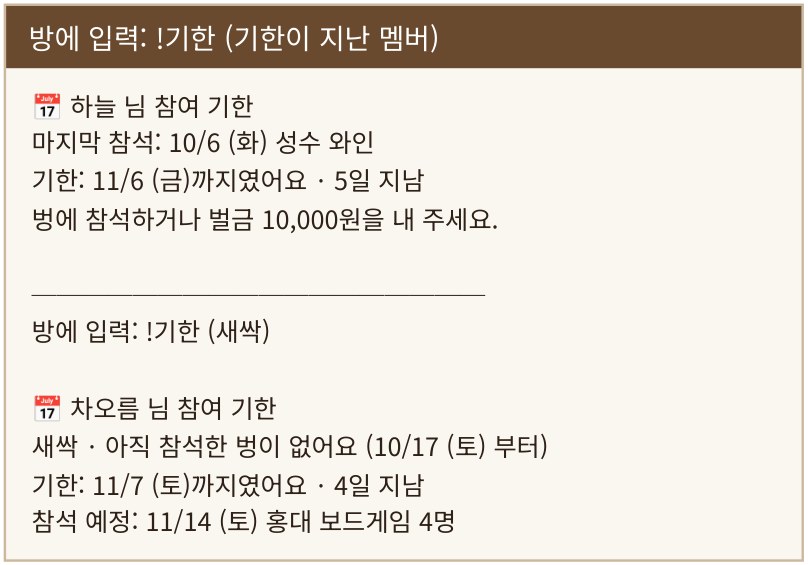 방에 입력: !기한 (기한이 지난 멤버)
📅 하늘 님 참여 기한
마지막 참석: 10/6 (화) 성수 와인
기한: 11/6 (금)까지였어요 · 5일 지남
벙에 참석하거나 벌금 10,000원을 내 주세요.
────────────────────
방에 입력: !기한 (새싹)
📅 차오름 님 참여 기한
새싹 · 아직 참석한 벙이 없어요 (10/17 (토) 부터)
기한: 11/7 (토)까지였어요 · 4일 지남
참석 예정: 11/14 (토) 홍대 보드게임 4명